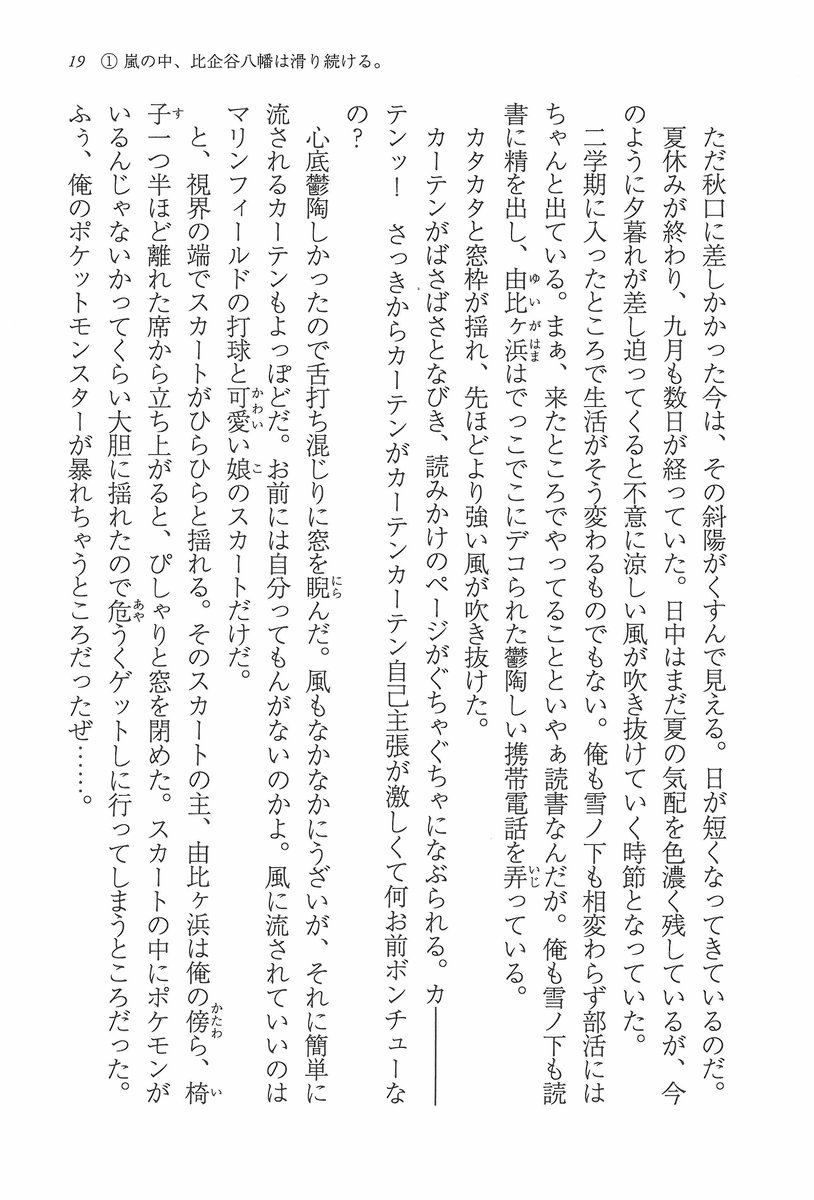 19 ① 嵐の中、比企谷八幡は滑り続ける。
ただ秋口に差しかかった今は、その斜陽がくすんで見える。日が短くなってきているのだ。
夏休みが終わり、九月も数日が経っていた。日中はまだ夏の気配を色濃く残しているが、今
のように夕暮れが差し迫ってくると不意に涼しい風が吹き抜けていく時節となっていた。
二学期に入ったところで生活がそう変わるものでもない。俺も雪ノ下も相変わらず部活には
ちゃんと出ている。まぁ、来たところでやってることといやぁ読書なんだが。俺も雪ノ下も読
書に精を出し、由比ヶ浜はでっこでこにデコられた鬱陶しい携帯電話を弄っている。
カタカタと窓枠が揺れ、先ほどより強い風が吹き抜けた。
カーテンがばさばさとなびき、読みかけのページがぐちゃぐちゃになぶられる。カ――――
テンッ！　さっきからカーテンがカーテンカーテン自己主張が激しくて何お前ボンチューな
の？
心底鬱陶しかったので舌打ち混じりに窓を睨んだ。風もなかなかにうざいが、それに簡単に
流されるカーテンもよっぽどだ。お前には自分ってもんがないのかよ。風に流されていいのは
マリンフィールドの打球と可愛い娘のスカートだけだ。
と、視界の端でスカートがひらひらと揺れる。そのスカートの主、由比ヶ浜は俺の傍ら、椅
子一つ半ほど離れた席から立ち上がると、ぴしゃりと窓を閉めた。スカートの中にポケモンが
いるんじゃないかってくらい大胆に揺れたので危うくゲットしに行ってしまうところだった。
ふぅ、俺のポケットモンスターが暴れちゃうところだったぜ……。